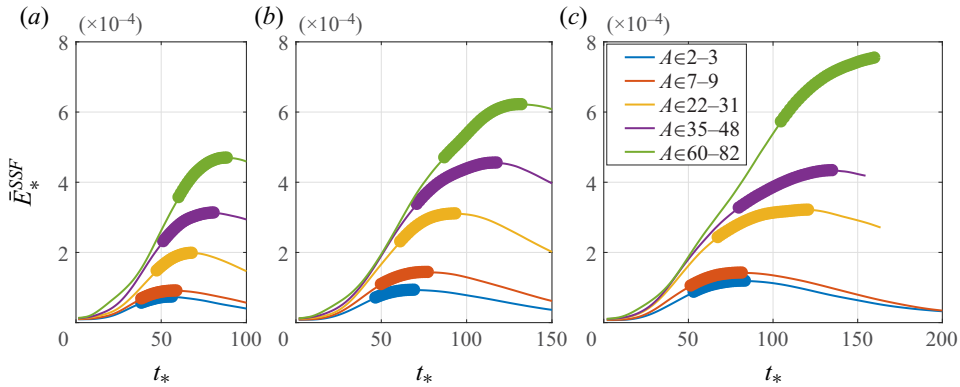 (a) (×10⁻⁴) (b) (×10⁻⁴) (c) (×10⁻⁴)
8 8 8
A∈2–3
A∈7–9
6 6 6 A∈22–31
A∈35–48
A∈60–82
Ē*^SSF 4 4 4
2 2 2
0 50 100 0 50 100 150 0 50 100 150 200
t* t* t*